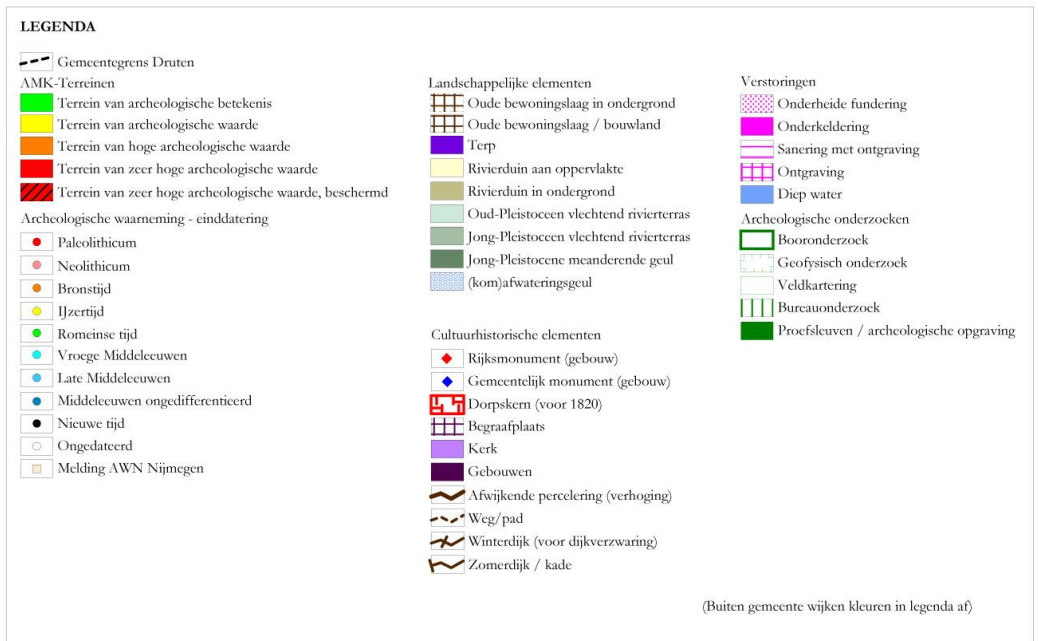 LEGENDA
Gemeentegrens Druten
AMK-Terreinen
Terrein van archeologische betekenis
Terrein van archeologische waarde
Terrein van hoge archeologische waarde
Terrein van zeer hoge archeologische waarde
Terrein van zeer hoge archeologische waarde, beschermd
Archeologische waarneming - einddatering
Paleolithicum
Neolithicum
Bronstijd
IJzertijd
Romeinse tijd
Vroege Middeleeuwen
Late Middeleeuwen
Middeleeuwen ongedifferentieerd
Nieuwe tijd
Ongedateerd
Melding AWN Nijmegen
Landschappelijke elementen
Oude bewoningslaag in ondergrond
Oude bewoningslaag / bouwland
Terp
Rivierduin aan oppervlakte
Rivierduin in ondergrond
Oud-Pleistoceen vlechtend rivierterras
Jong-Pleistoceen vlechtend rivierterras
Jong-Pleistocene meanderende geul
(kom)afwateringsgeul
Cultuurhistorische elementen
Rijksmonument (gebouw)
Gemeentelijk monument (gebouw)
Dorpskern (voor 1820)
Begraafplaats
Kerk
Gebouwen
Afwijkende percelering (verhoging)
Weg/pad
Winterdijk (voor dijkverzwaring)
Zomerdijk / kade
Verstoringen
Onderheide fundering
Onderkeldering
Sanering met ontgraving
Ontgraving
Diep water
Archeologische onderzoeken
Booronderzoek
Geofysisch onderzoek
Veldkartering
Bureauonderzoek
Proefsleuven / archeologische opgraving
(Buiten gemeente wijken kleuren in legenda af)